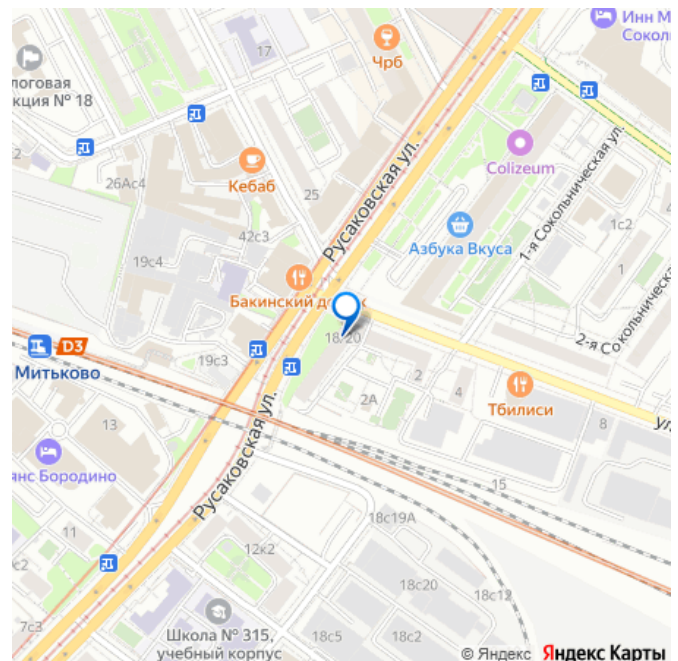 Инн М
Сокол
Чрб
17
логовая
кция № 18
Colizeum
2
26Ас4
Кебаб
25
Русаковская ул.
Азбука Вкуса
1-я Сокольническая ул.
1с2
1
42с3
19с4
Бакинский д
к
18/20
2-я Сокольническая
D3
Митьково
19с3
2
2А
4
Тбилиси
8
ул
13
янс Бородино
Русаковская ул.
15
11
18с19А
12к2
с2
18с20
18с12
7с3
Школа № 315,
учебный корпус
18с5
18с2
© Яндекс Яндекс Карты